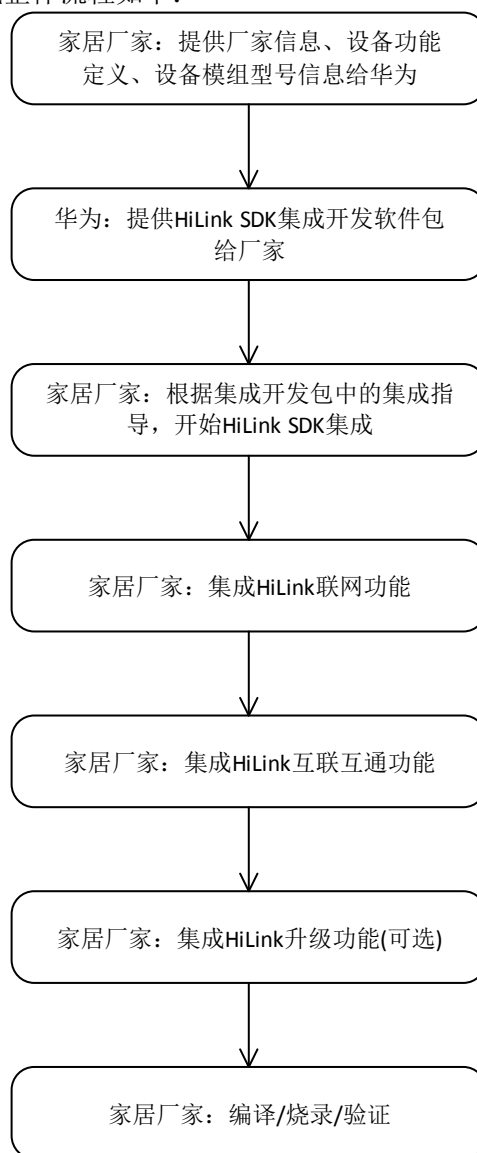 家居厂家：提供厂家信息、设备功能
定义、设备模组型号信息给华为
华为：提供HiLink SDK集成开发软件包
给厂家
家居厂家：根据集成开发包中的集成指
导，开始HiLink SDK集成
家居厂家：集成HiLink联网功能
家居厂家：集成HiLink互联互通功能
家居厂家：集成HiLink升级功能(可选)
家居厂家：编译/烧录/验证